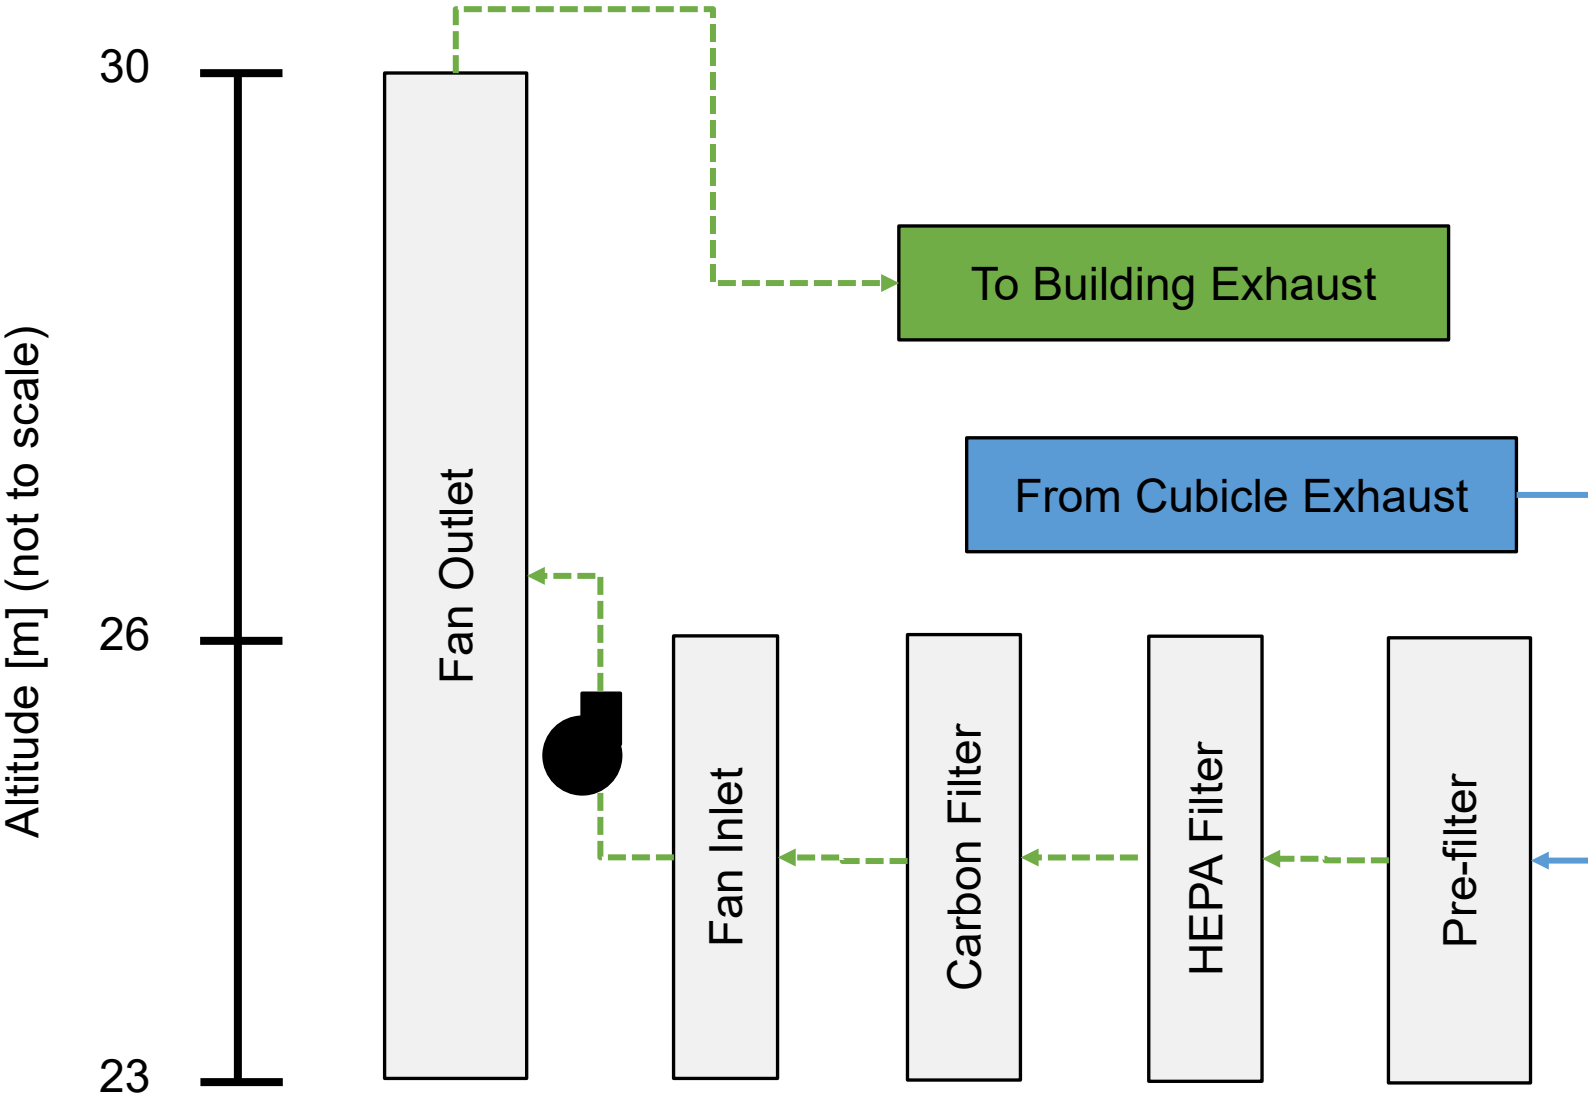 30
To Building Exhaust
From Cubicle Exhaust
Altitude [m] (not to scale)
Fan Outlet
26
Fan Inlet
Carbon Filter
HEPA Filter
Pre-filter
23